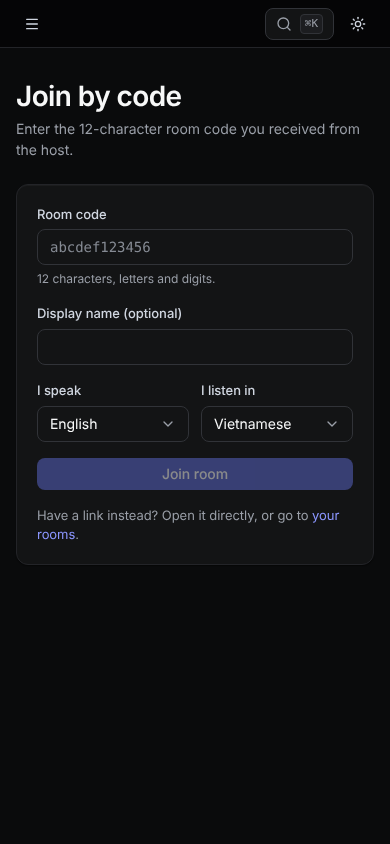 ⌘K
Join by code
Enter the 12-character room code you received from
the host.
Room code
abcdef123456
12 characters, letters and digits.
Display name (optional)
I speak
I listen in
English
Vietnamese
Join room
Have a link instead? Open it directly, or go to your
rooms.